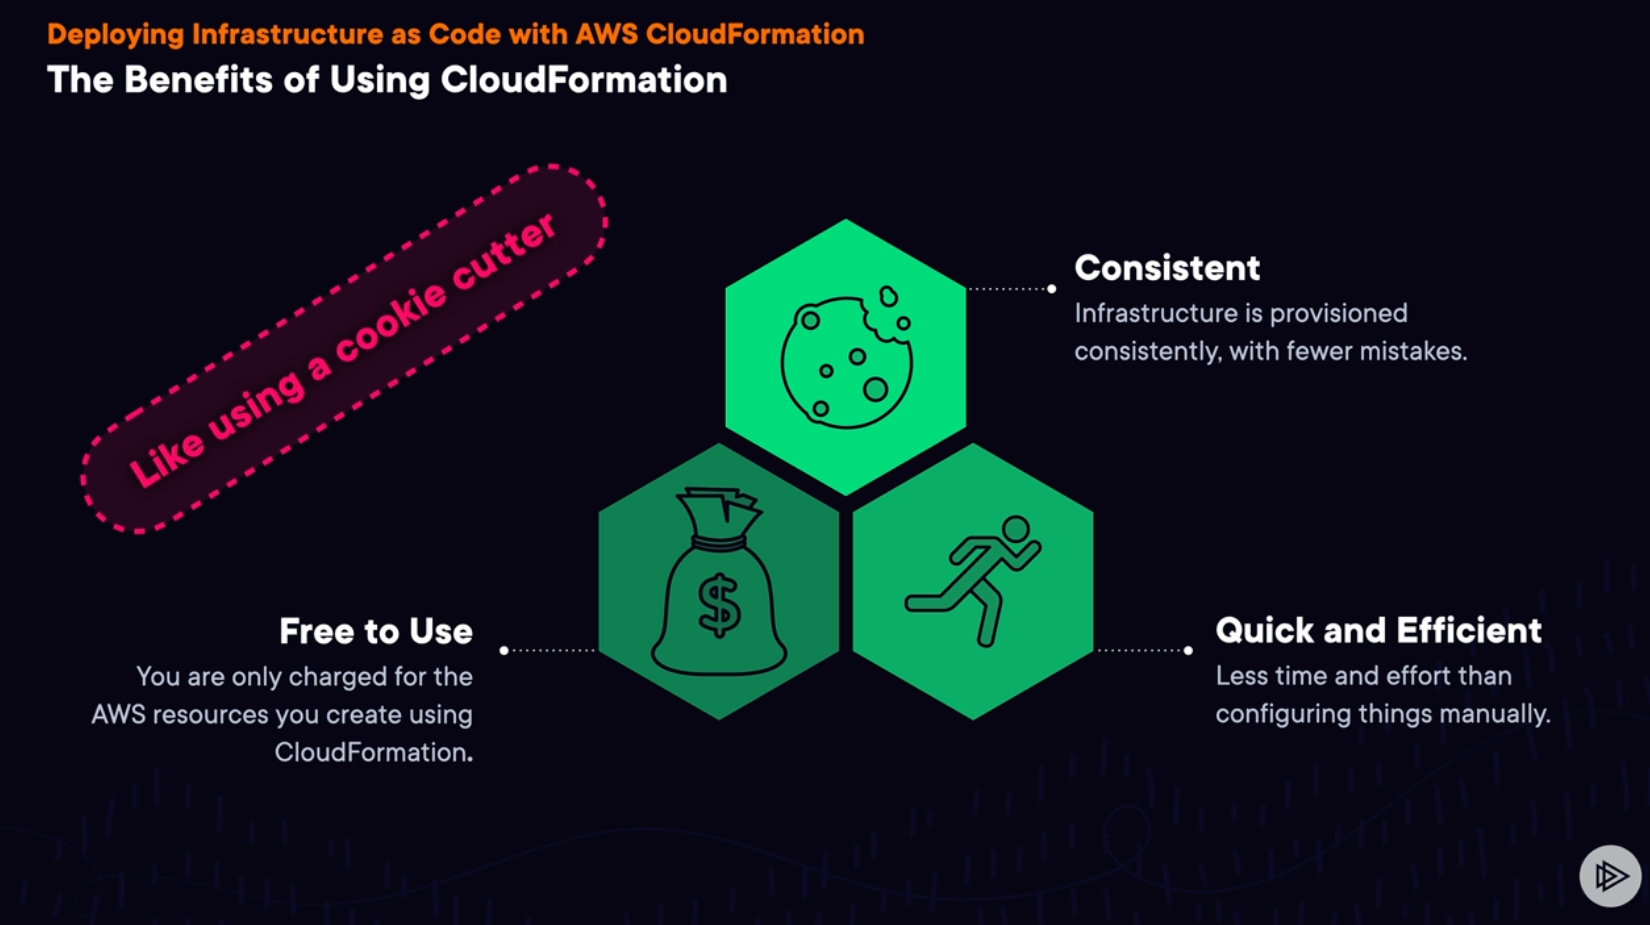 Deploying Infrastructure as Code with AWS CloudFormation
The Benefits of Using CloudFormation
Like using a cookie cutter
Consistent
Infrastructure is provisioned
consistently, with fewer mistakes.
$
Free to Use
You are only charged for the
AWS resources you create using
CloudFormation.
Quick and Efficient
Less time and effort than
configuring things manually.